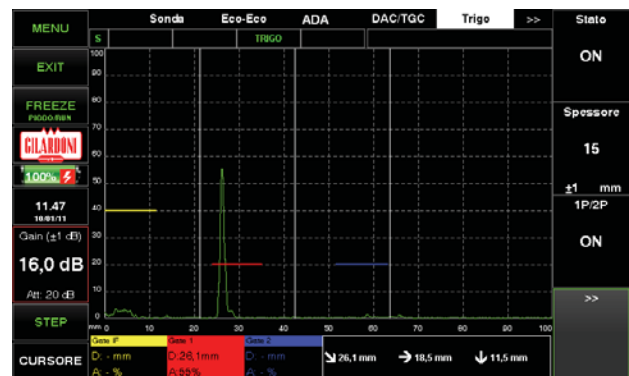 MENU
Sonda Eco-Eco ADA DAC/TGC Trigo >>
Stato
S TRIGO
ON
EXIT
FREEZE
Spessore
15
±1 mm
GILARDONI
100%
1P/2P
ON
11.47
10/01/11
Gain (±1 dB)
16,0 dB
Att: 20 dB
>>
100
90
80
70
60
50
40
30
20
10
0
mm 0 10 20 30 40 50 60 70 80 90 100
STEP
CURSORE
Gate IF Gate 1 Gate 2
D: - mm D:26,1mm D: - mm 26,1 mm 18,5 mm 11,5 mm
A: - % A:55% A: - %